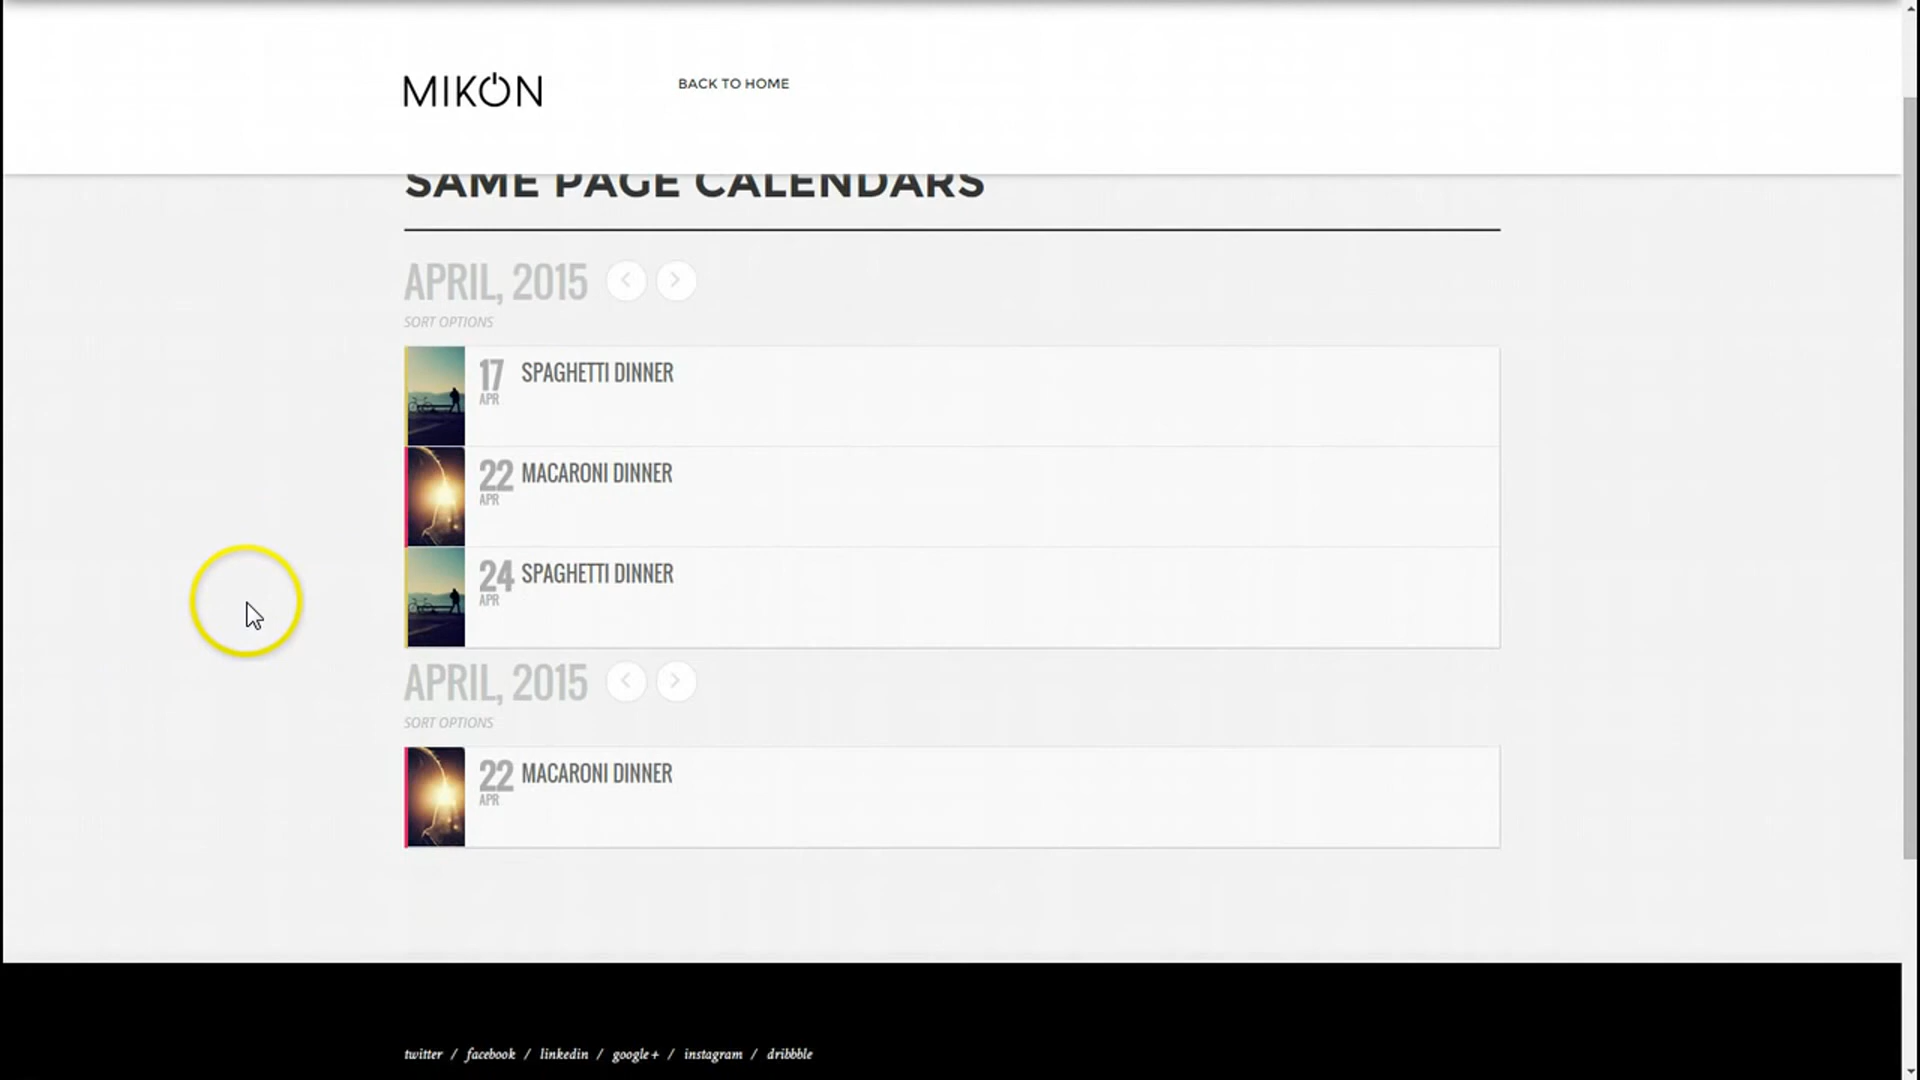 MIKON
BACK TO HOME
SAME PAGE CALENDARS
APRIL, 2015
SORT OPTIONS
17 SPAGHETTI DINNER
APR
22 MACARONI DINNER
APR
24 SPAGHETTI DINNER
APR
APRIL, 2015
SORT OPTIONS
22 MACARONI DINNER
APR
twitter / facebook / linkedin / google+ / instagram / dribbble